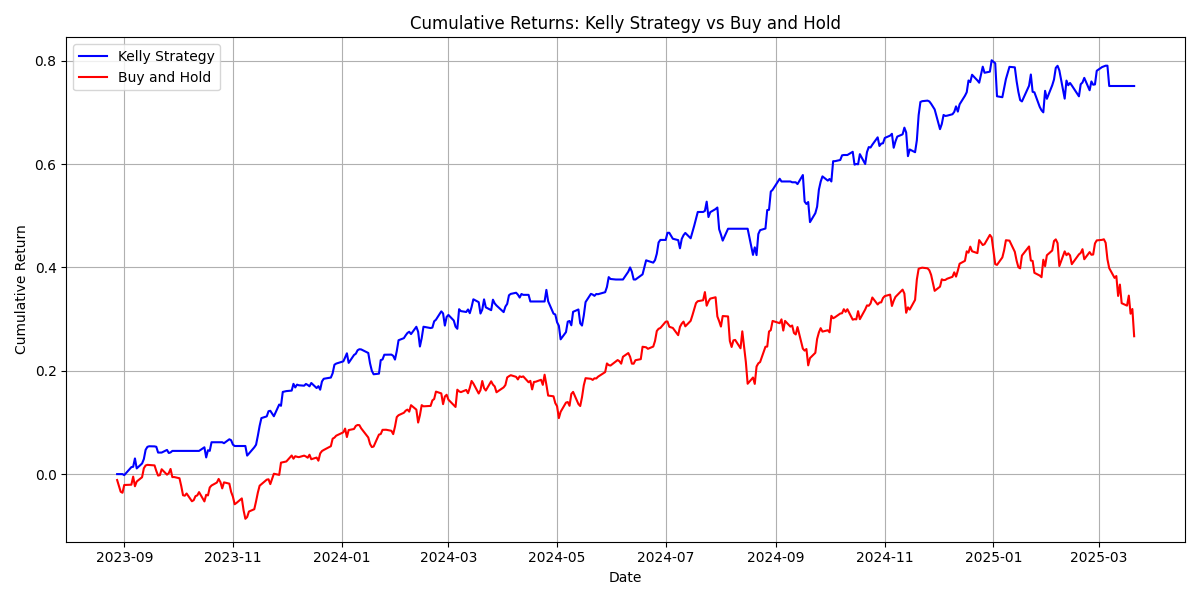 Cumulative Returns: Kelly Strategy vs Buy and Hold
Kelly Strategy
Buy and Hold
Cumulative Return
0.8
0.6
0.4
0.2
0.0
2023-09 2023-11 2024-01 2024-03 2024-05 2024-07 2024-09 2024-11 2025-01 2025-03
Date